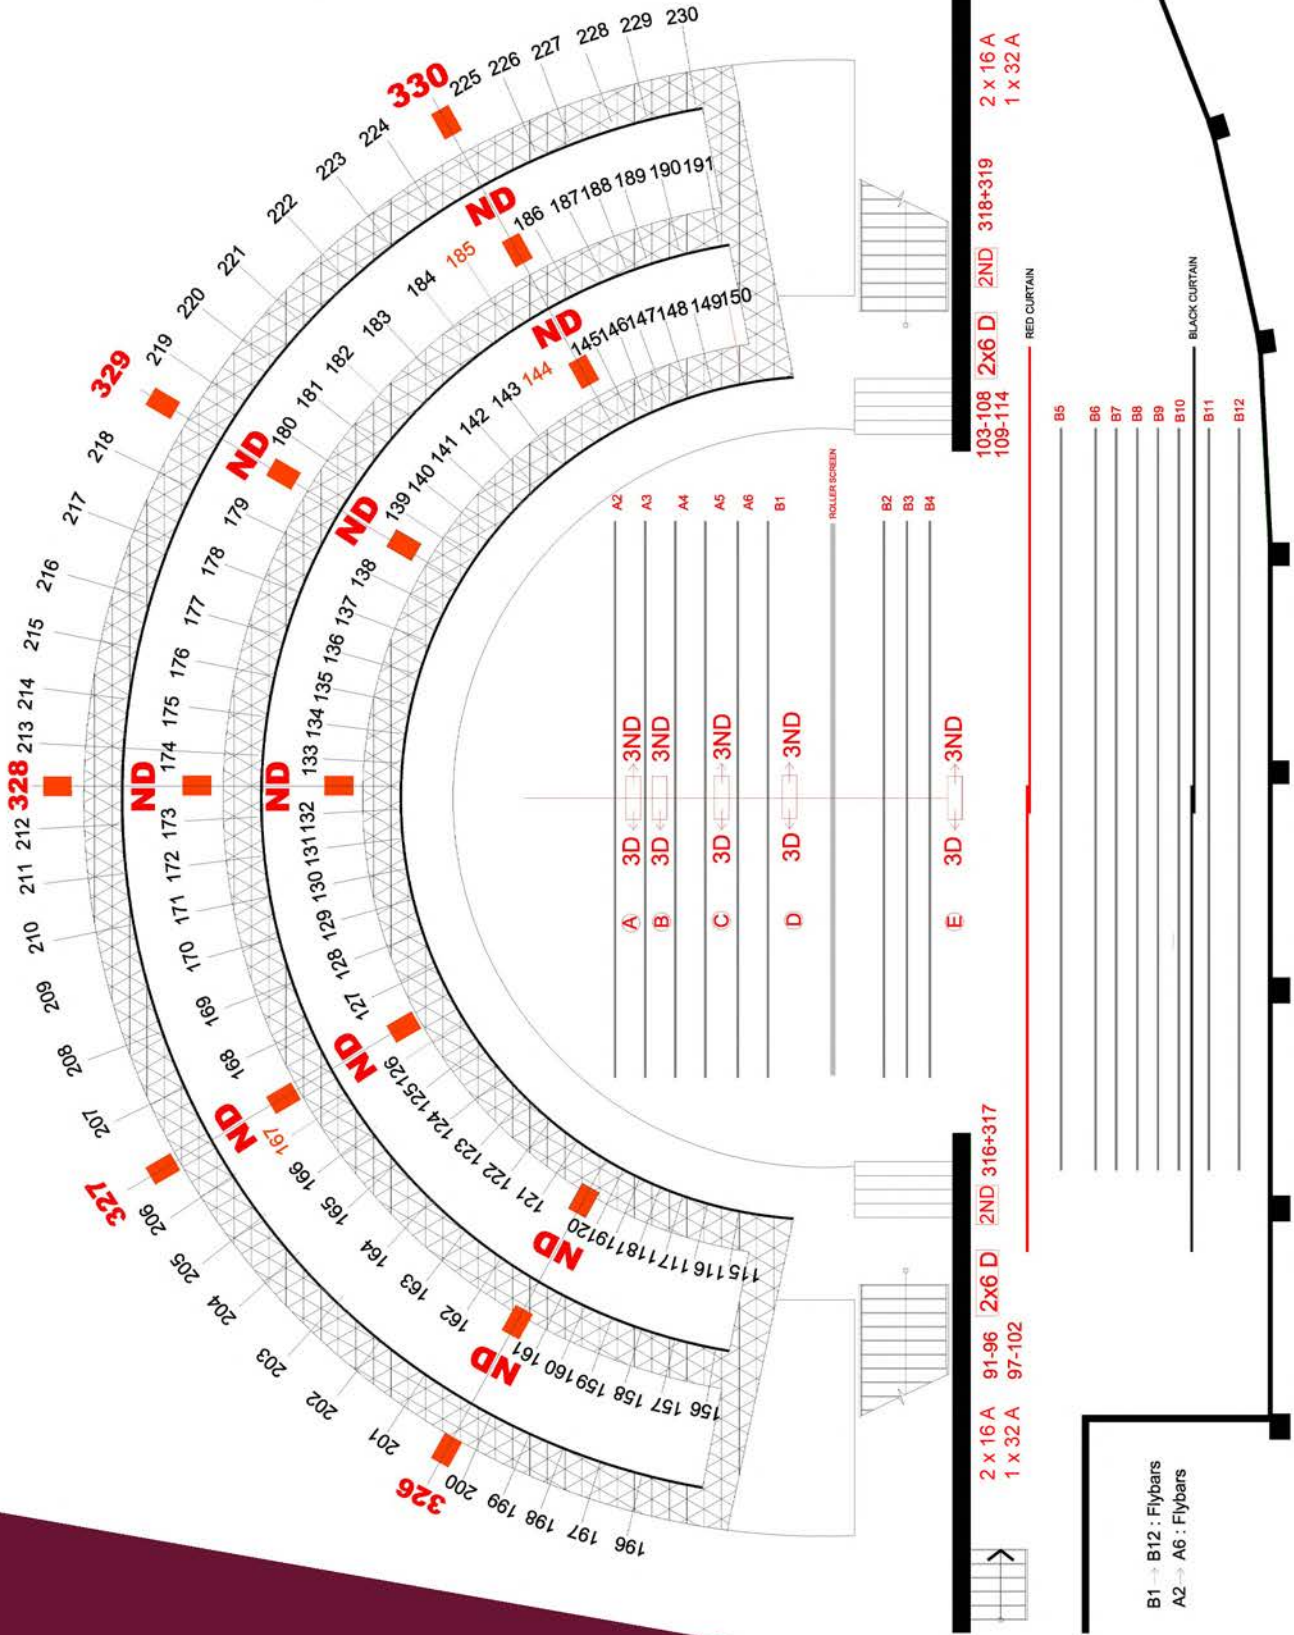 330
329
328
327
326
196
197
198
199
200
201
202
203
204
205
206
207
208
209
210
211
212
213
214
215
216
217
218
219
220
221
222
223
224
225
226
227
228
229
230
ND
ND
ND
ND
ND
156
157
158
159
160
161
162
163
164
165
166
167
168
169
170
171
172
173
174
175
176
177
178
179
180
181
182
183
184
185
186
187
188
189
190
191
ND
ND
ND
ND
ND
115
116
117
118
119
120
121
122
123
124
125
126
127
128
129
130
131
132
133
134
135
136
137
138
139
140
141
142
143
144
145
146
147
148
149
150
A2
A3
A4
A5
A6
B1
ROLLER SCREEN
B2
B3
B4
A 3D 3ND
B 3D 3ND
C 3D 3ND
D 3D 3ND
E 3D 3ND
2 x 16 A 91-96 2x6 D 2ND 316+317
1 x 32 A 97-102
103-108 2x6 D 2ND 318+319 2 x 16 A
109-114 1 x 32 A
RED CURTAIN
B5
B6
B7
B8
B9
B10
BLACK CURTAIN
B11
B12
B1 → B12 : Flybars
A2 → A6 : Flybars